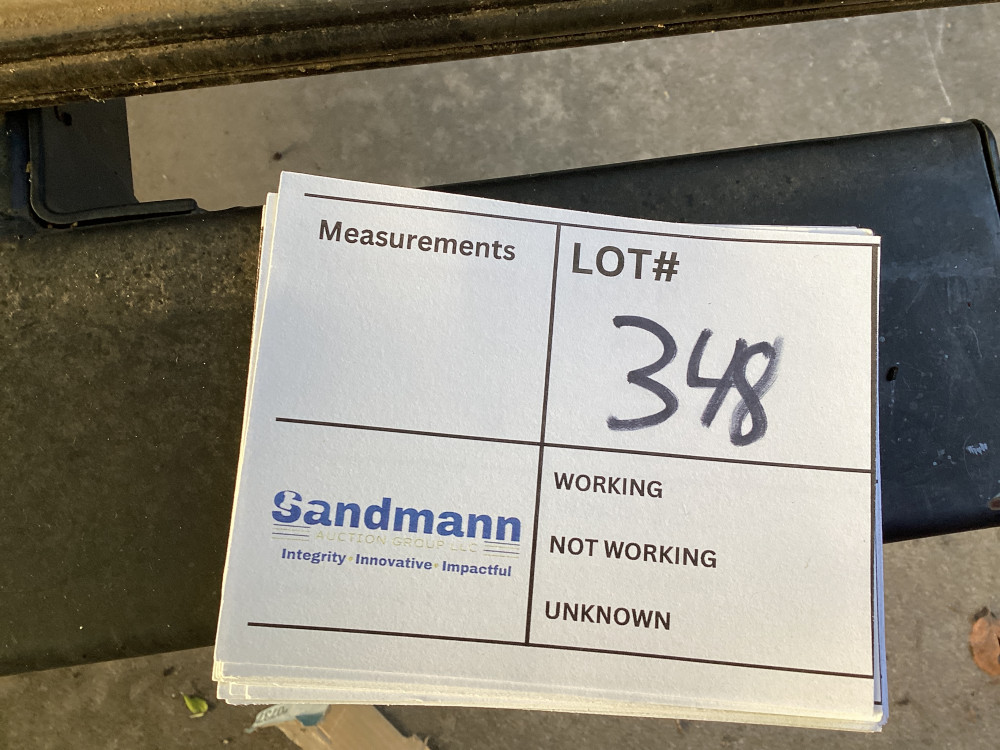 Measurements
LOT#
348
Sandmann
AUCTION GROUP LLC
Integrity Innovative Impactful
WORKING
NOT WORKING
UNKNOWN